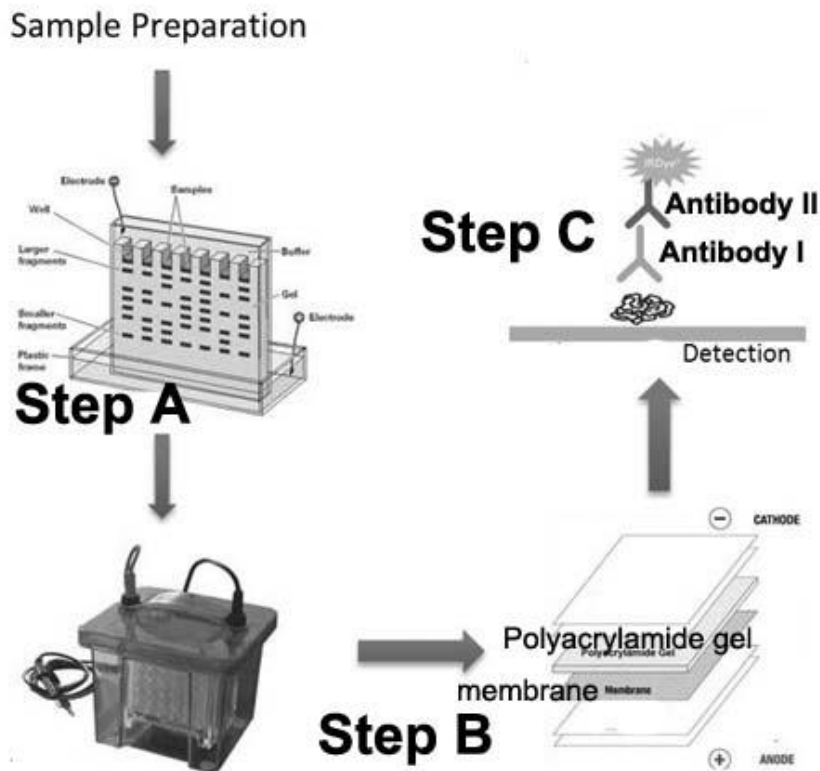 Sample Preparation
Electrode
Samples
Well
Buffer
Larger
fragments
Gel
Smaller
fragments
Electrode
Plastic
frame
Step A
Step C
IRDye
Antibody II
Antibody I
Detection
CATHODE
Polyacrylamide gel
Polyacrylamide Gel
membrane
Membrane
Step B
ANODE